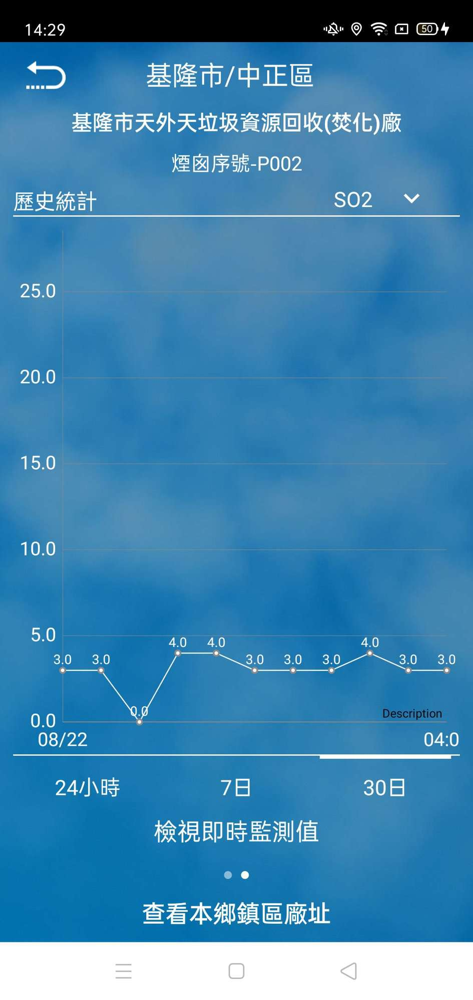 14:29
50
基隆市/中正區
基隆市天外天垃圾資源回收(焚化)廠
煙囪序號-P002
歷史統計 SO2
25.0
20.0
15.0
10.0
5.0
4.0 4.0 4.0
3.0 3.0 3.0 3.0 3.0 3.0 3.0
0.0
Description
0.0
08/22 04:0
24小時 7日 30日
檢視即時監測值
查看本鄉鎮區廠址